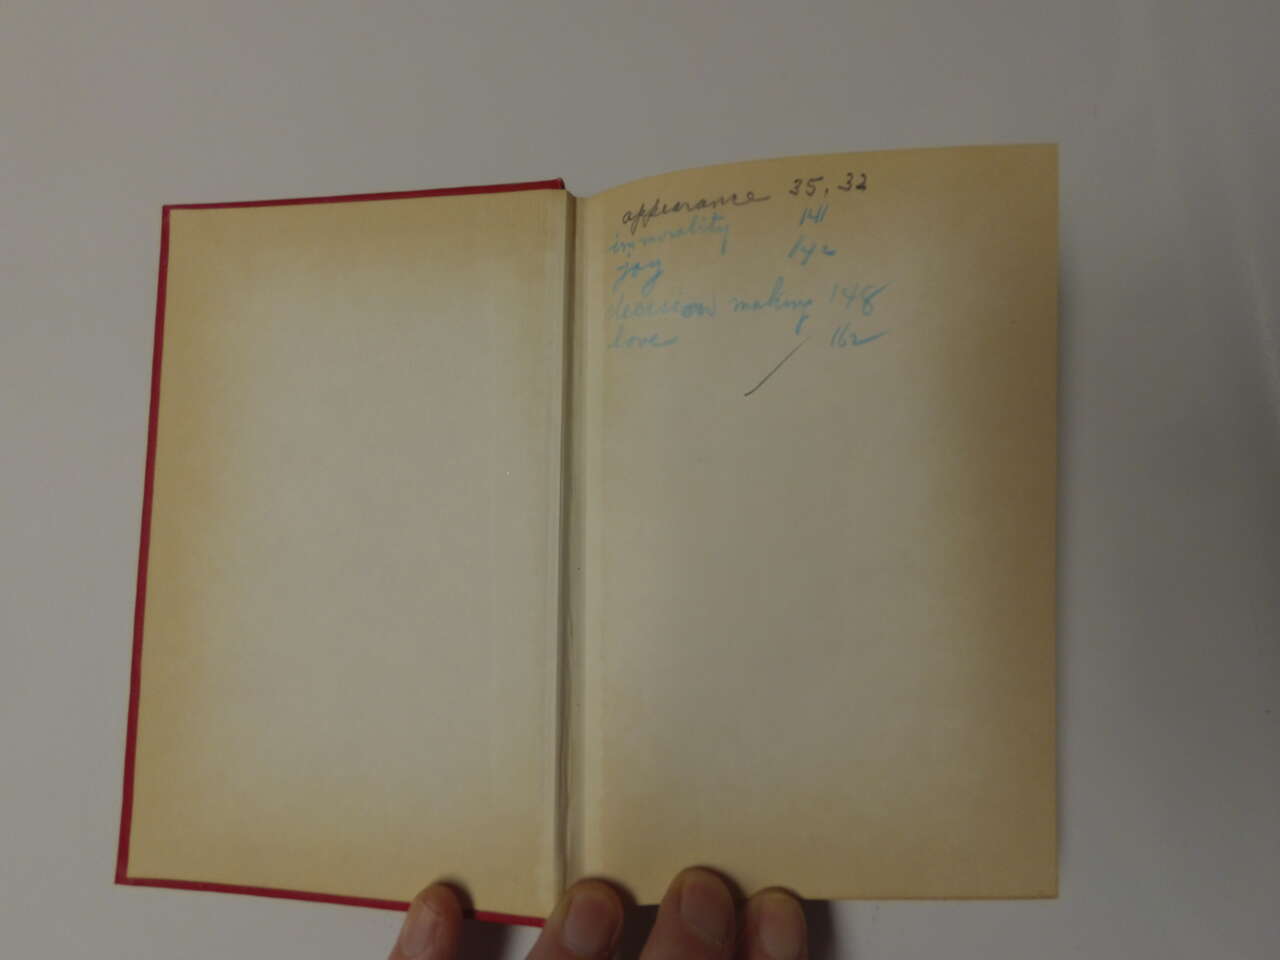 appearance 35, 32
immorality 141
joy 142
decision making 148
love 162